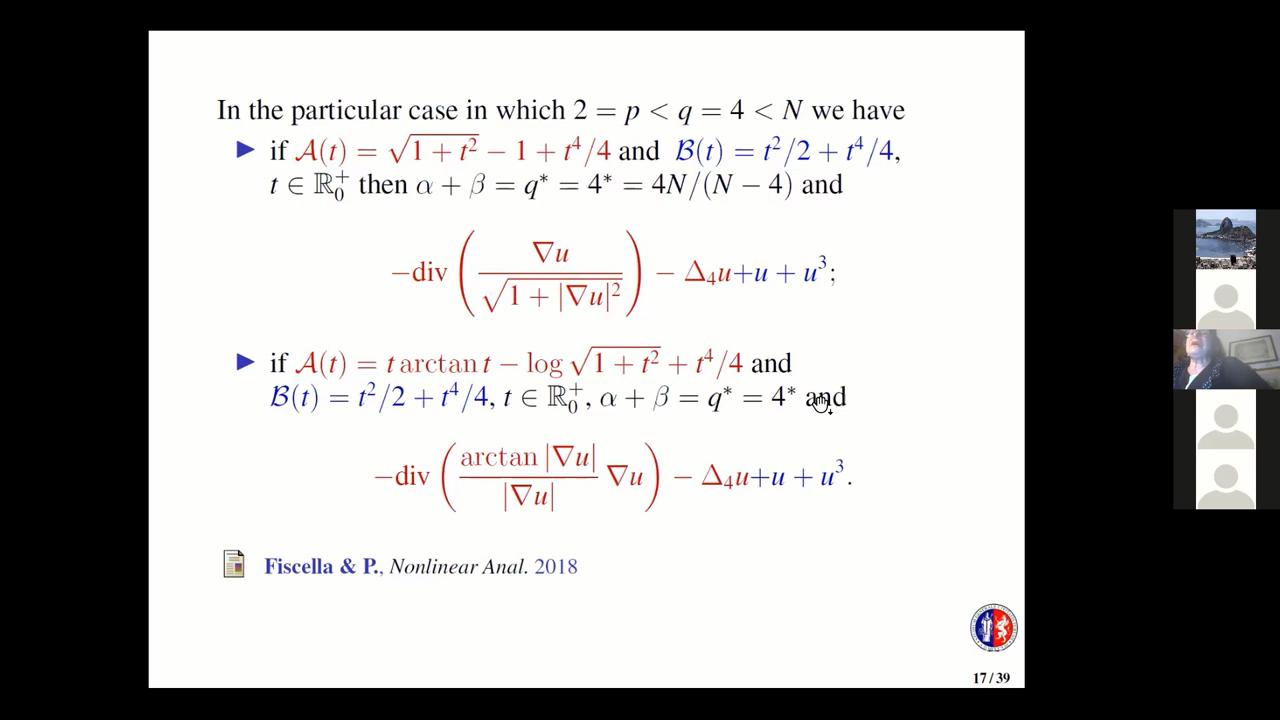 In the particular case in which 2 = p < q = 4 < N we have
▶ if 𝒜(t) = √(1 + t²) − 1 + t⁴/4 and ℬ(t) = t²/2 + t⁴/4,
t ∈ ℝ₀⁺ then α + β = q* = 4* = 4N/(N − 4) and
−div (∇u / √(1 + |∇u|²)) − Δ₄u+u + u³;
▶ if 𝒜(t) = t arctan t − log √(1 + t²) + t⁴/4 and
ℬ(t) = t²/2 + t⁴/4, t ∈ ℝ₀⁺, α + β = q* = 4* and
−div (arctan |∇u| / |∇u| ∇u) − Δ₄u+u + u³.
Fiscella & P., Nonlinear Anal. 2018
17 / 39